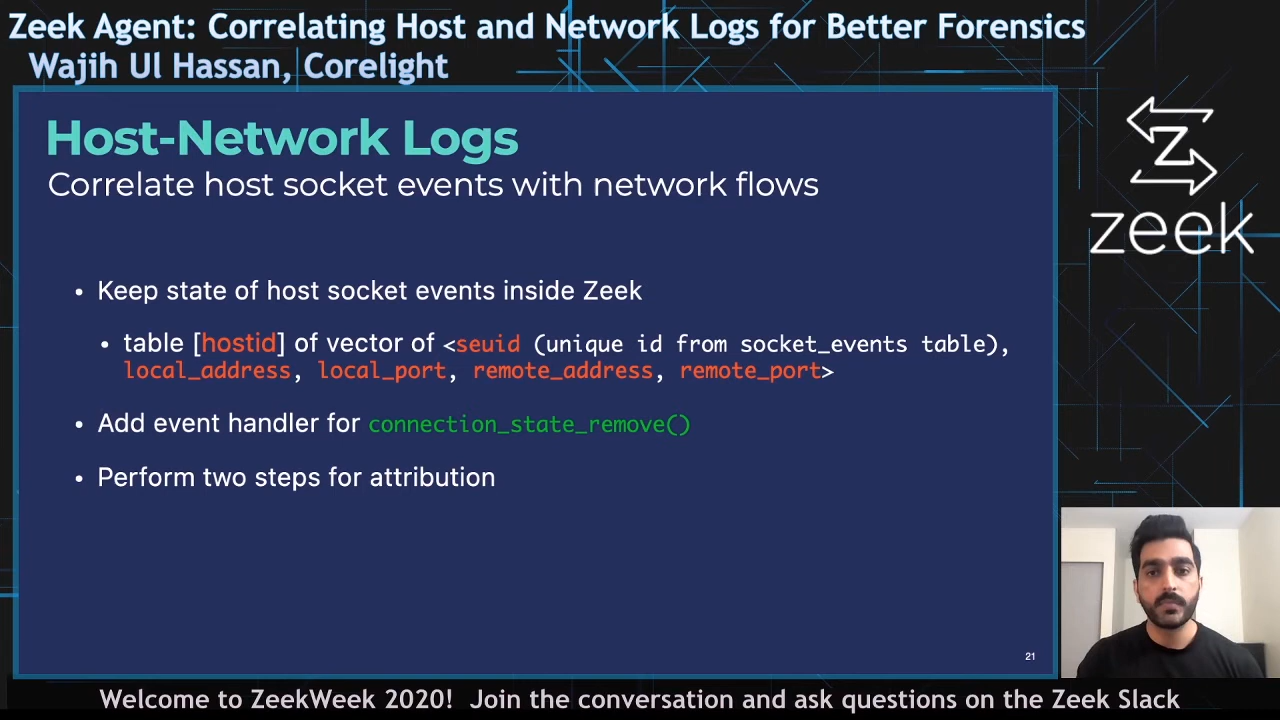 Zeek Agent: Correlating Host and Network Logs for Better Forensics
Wajih Ul Hassan, Corelight
Host-Network Logs
Correlate host socket events with network flows
• Keep state of host socket events inside Zeek
• table [hostid] of vector of <seuid (unique id from socket_events table),
local_address, local_port, remote_address, remote_port>
• Add event handler for connection_state_remove()
• Perform two steps for attribution
21
Z
zeek
Welcome to ZeekWeek 2020! Join the conversation and ask questions on the Zeek Slack